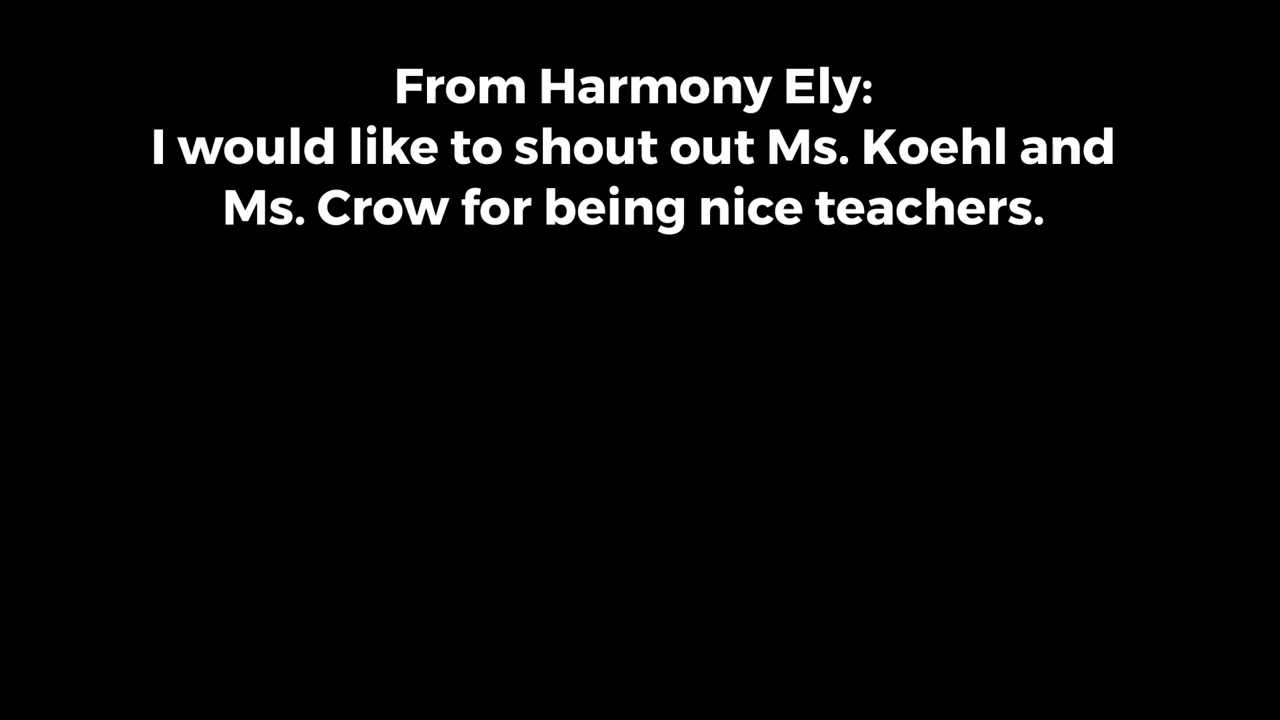 From Harmony Ely:
I would like to shout out Ms. Koehl and
Ms. Crow for being nice teachers.